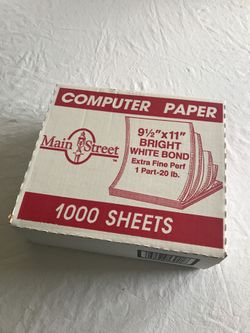 COMPUTER PAPER
Main Street
™
9½"x11"
BRIGHT
WHITE BOND
Extra Fine Perf
1 Part-20 lb.
1000 SHEETS